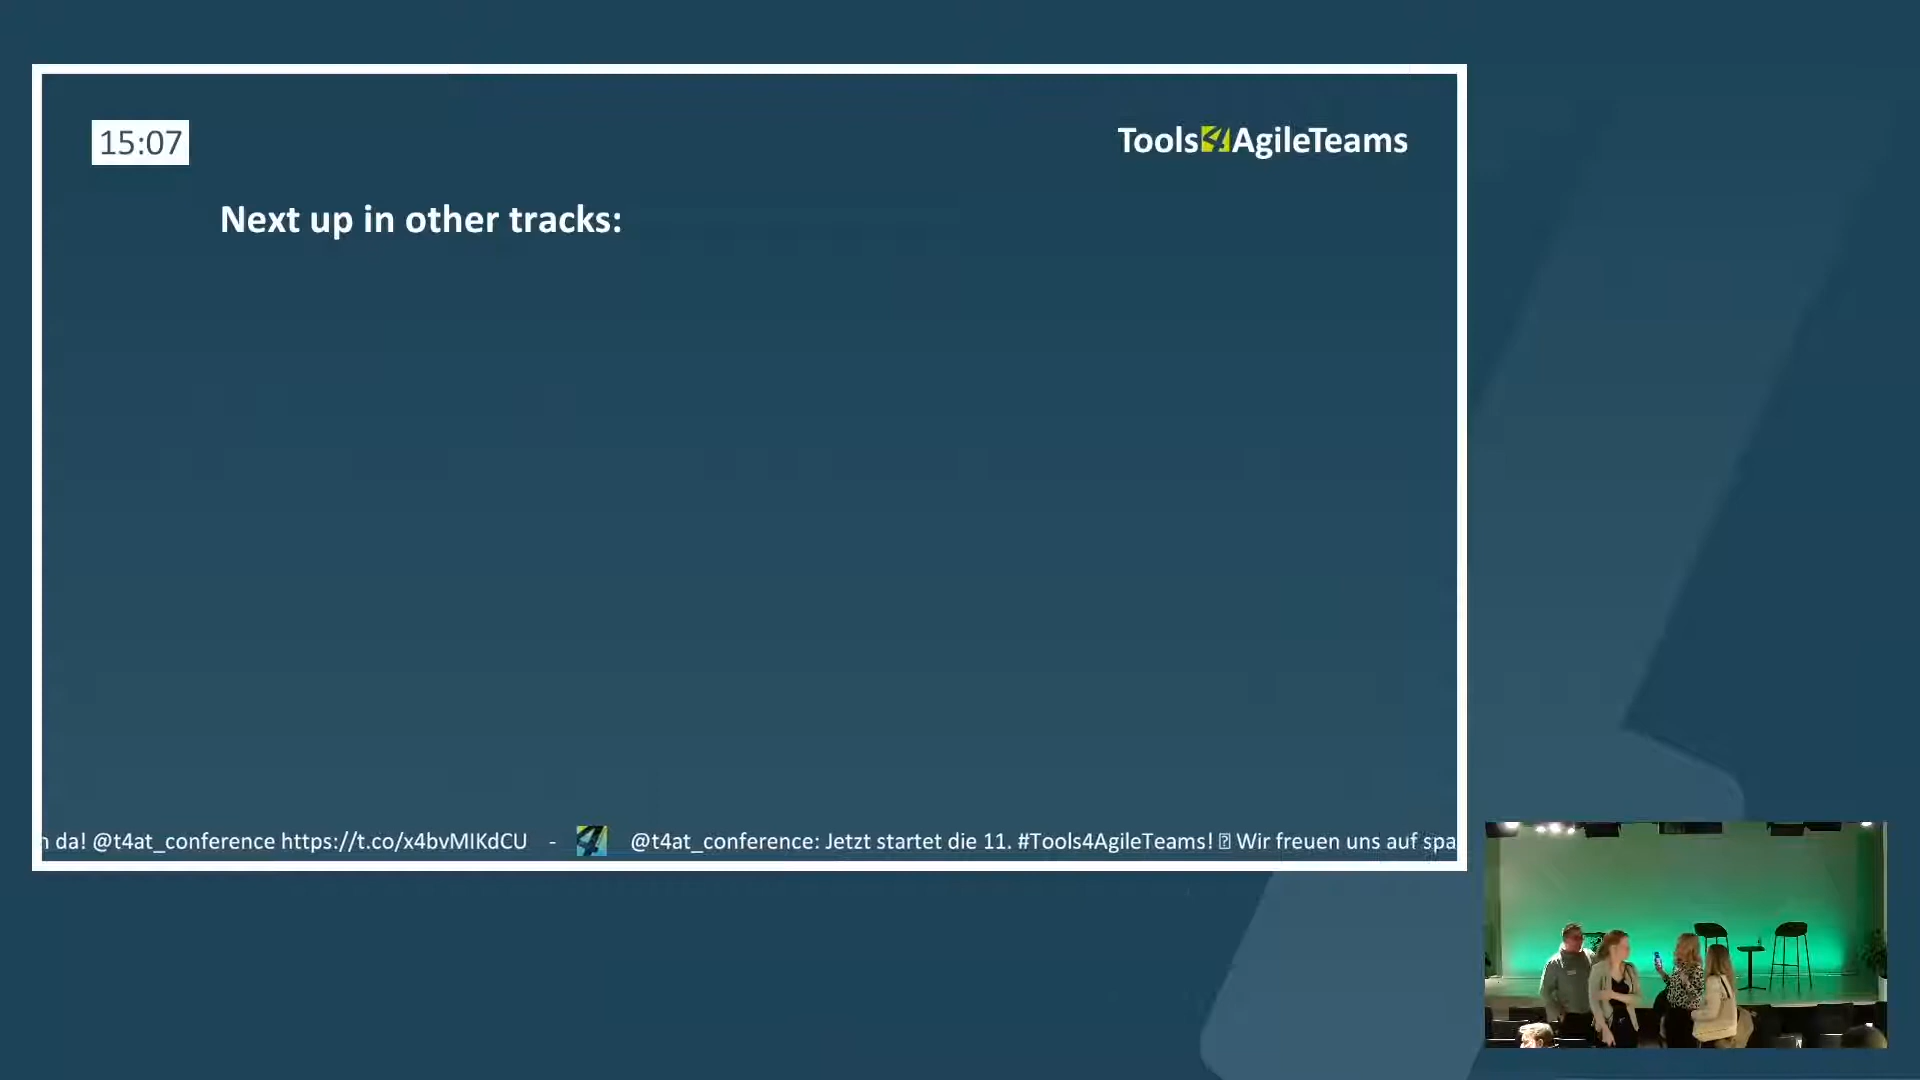 15:07
Tools4AgileTeams
Next up in other tracks:
n da! @t4at_conference https://t.co/x4bvMIKdCU - @t4at_conference: Jetzt startet die 11. #Tools4AgileTeams! Wir freuen uns auf spa